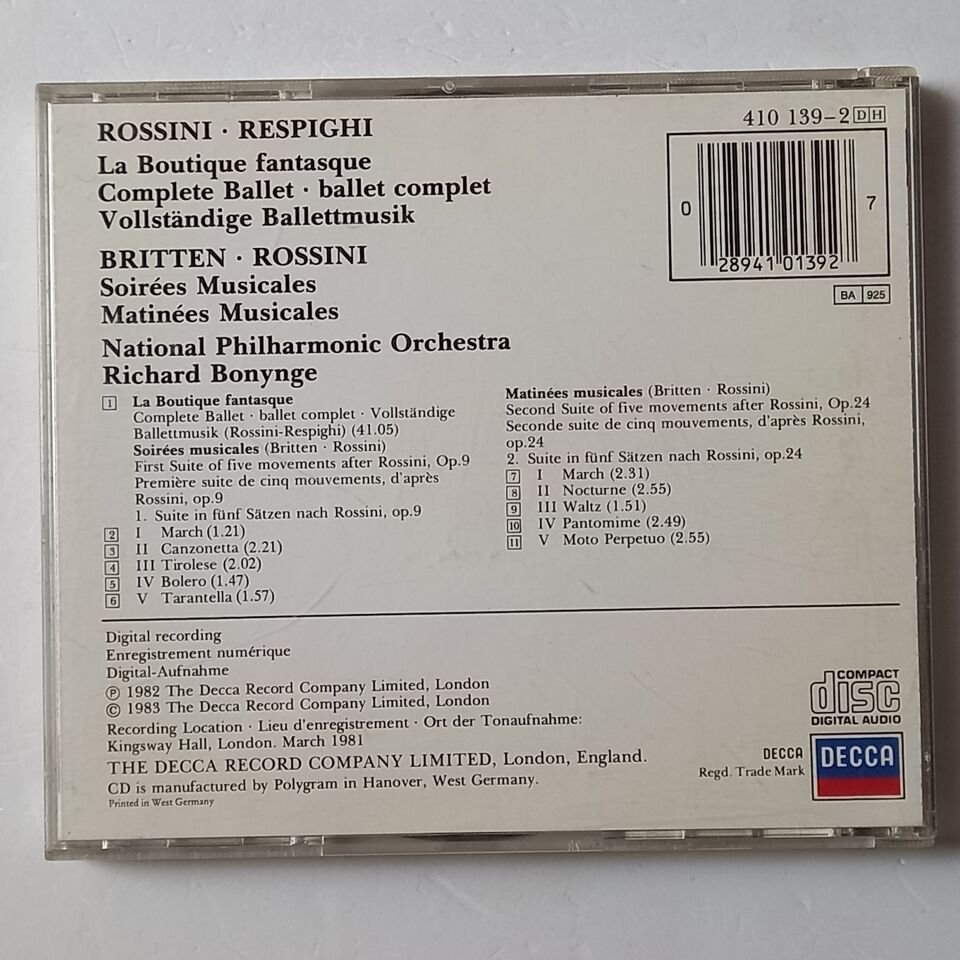 ROSSINI · RESPIGHI
La Boutique fantasque
Complete Ballet · ballet complet
Vollständige Ballettmusik
BRITTEN · ROSSINI
Soirées Musicales
Matinées Musicales
National Philharmonic Orchestra
Richard Bonynge
410 139-2 DH
0 28941 01392 7
BA 925
1 La Boutique fantasque
Complete Ballet · ballet complet · Vollständige
Ballettmusik (Rossini-Respighi) (41.05)
Soirées musicales (Britten · Rossini)
First Suite of five movements after Rossini, Op.9
Première suite de cinq mouvements, d'après
Rossini, op.9
1. Suite in fünf Sätzen nach Rossini, op.9
2 I March (1.21)
3 II Canzonetta (2.21)
4 III Tirolese (2.02)
5 IV Bolero (1.47)
6 V Tarantella (1.57)
Matinées musicales (Britten · Rossini)
Second Suite of five movements after Rossini, Op.24
Seconde suite de cinq mouvements, d'après Rossini,
op.24
2. Suite in fünf Sätzen nach Rossini, op.24
7 I March (2.31)
8 II Nocturne (2.55)
9 III Waltz (1.51)
10 IV Pantomime (2.49)
11 V Moto Perpetuo (2.55)
Digital recording
Enregistrement numérique
Digital-Aufnahme
℗ 1982 The Decca Record Company Limited, London
© 1983 The Decca Record Company Limited, London
Recording Location · Lieu d'enregistrement · Ort der Tonaufnahme:
Kingsway Hall, London. March 1981
THE DECCA RECORD COMPANY LIMITED, London, England.
CD is manufactured by Polygram in Hanover, West Germany.
Printed in West Germany
COMPACT
disc
DIGITAL AUDIO
DECCA
Regd. Trade Mark
DECCA